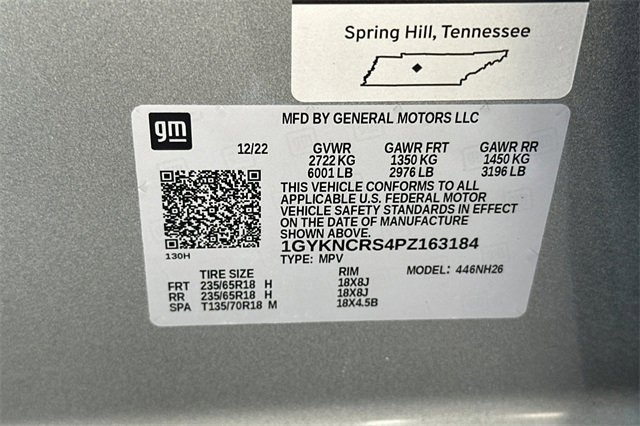 Spring Hill, Tennessee
gm
MFD BY GENERAL MOTORS LLC
12/22 GVWR GAWR FRT GAWR RR
2722 KG 1350 KG 1450 KG
6001 LB 2976 LB 3196 LB
THIS VEHICLE CONFORMS TO ALL
APPLICABLE U.S. FEDERAL MOTOR
VEHICLE SAFETY STANDARDS IN EFFECT
ON THE DATE OF MANUFACTURE
SHOWN ABOVE.
130H
1GYKNCRS4PZ163184
TYPE: MPV MODEL: 446NH26
TIRE SIZE RIM
FRT 235/65R18 H 18X8J
RR 235/65R18 H 18X8J
SPA T135/70R18 M 18X4.5B